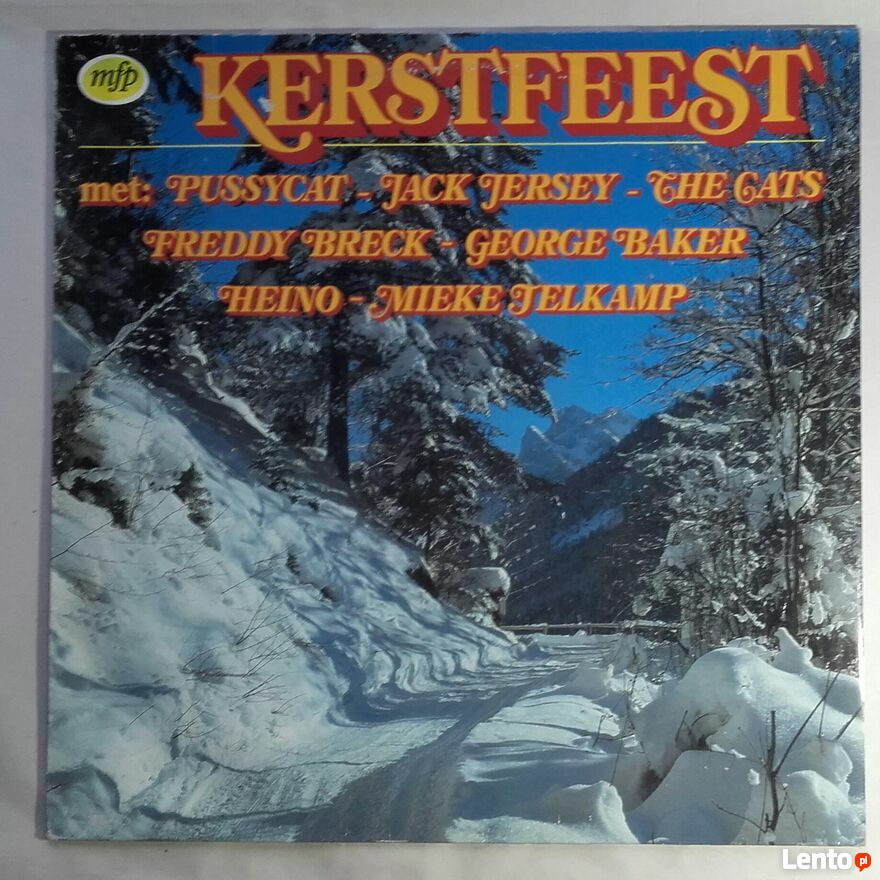 mfp
KERSTFEEST
met: PUSSYCAT - JACK JERSEY - THE CATS
FREDDY BRECK - GEORGE BAKER
HEINO - MIEKE TELKAMP
Lento.pl